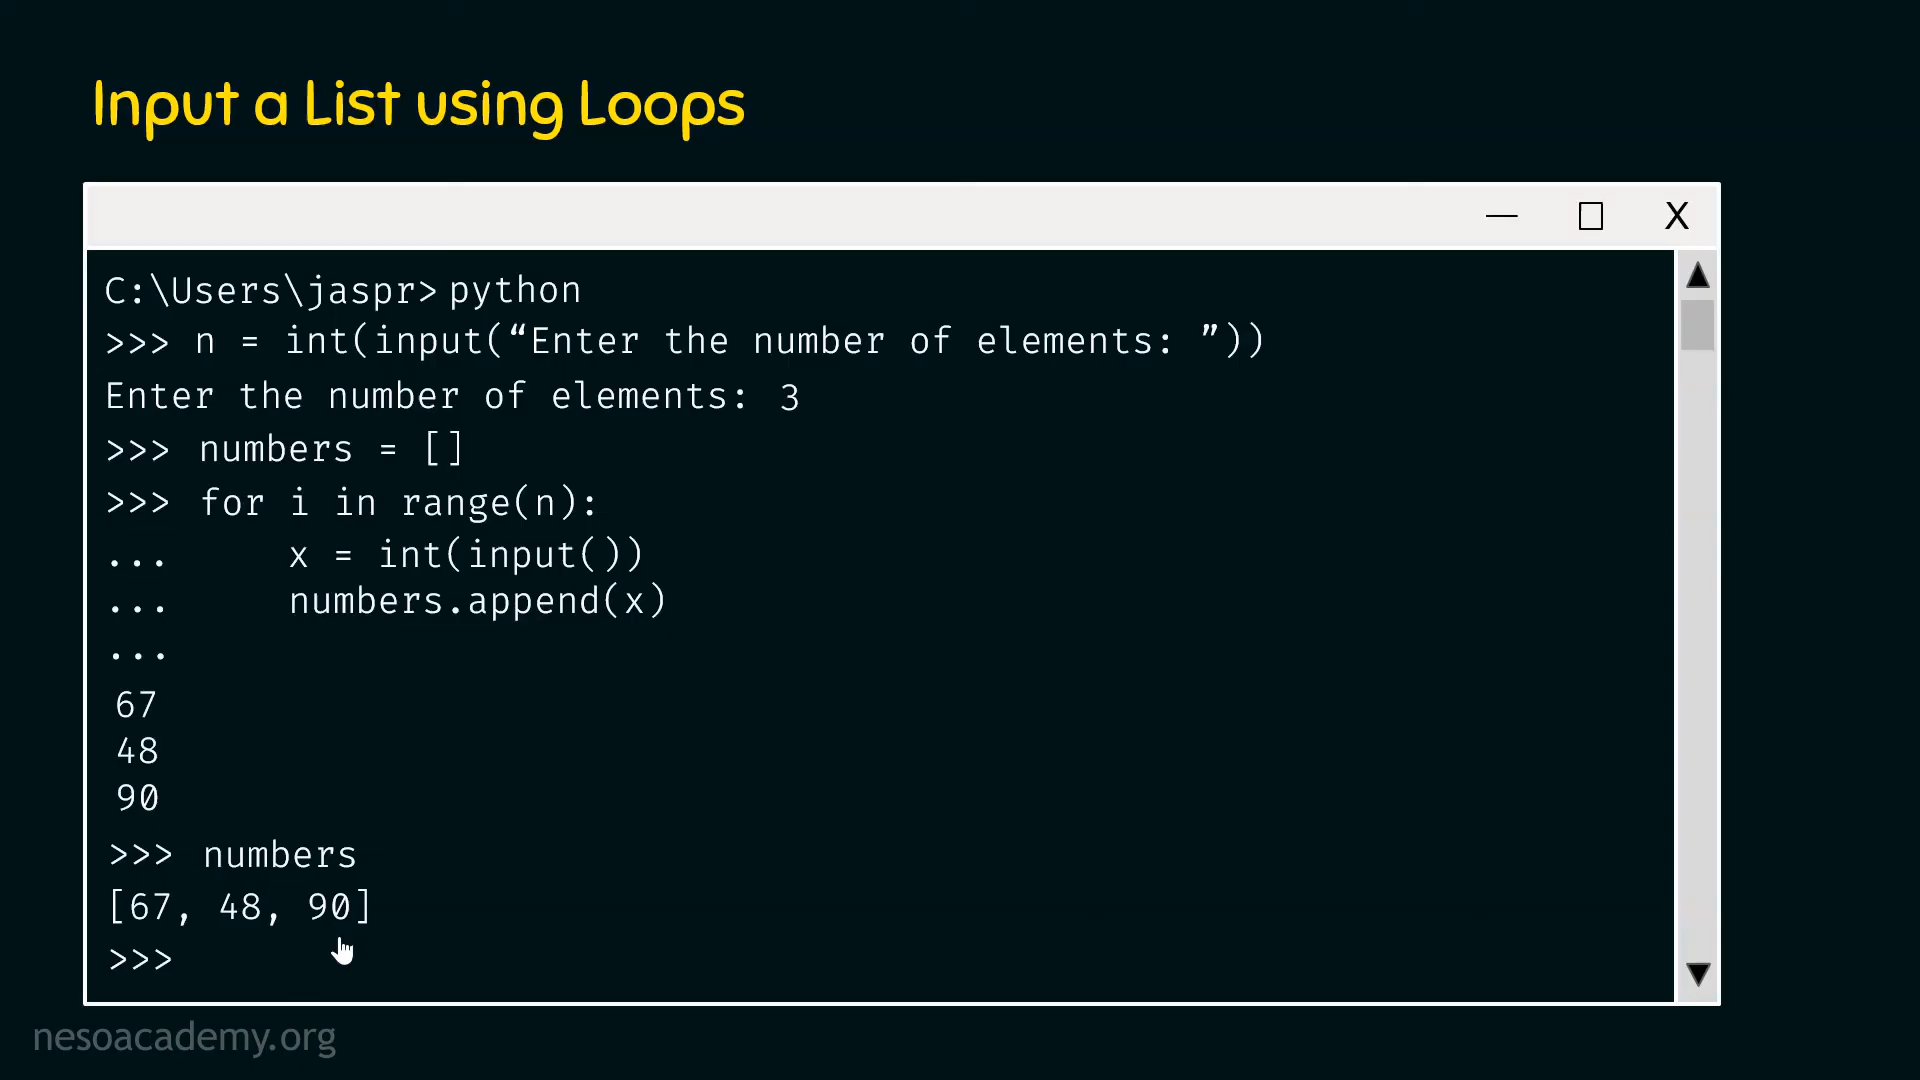 Input a List using Loops
— □ X
C:\Users\jaspr> python
>>> n = int(input(“Enter the number of elements: ”))
Enter the number of elements: 3
>>> numbers = []
>>> for i in range(n):
...     x = int(input())
...     numbers.append(x)
...
67
48
90
>>> numbers
[67, 48, 90]
>>>
nesoacademy.org